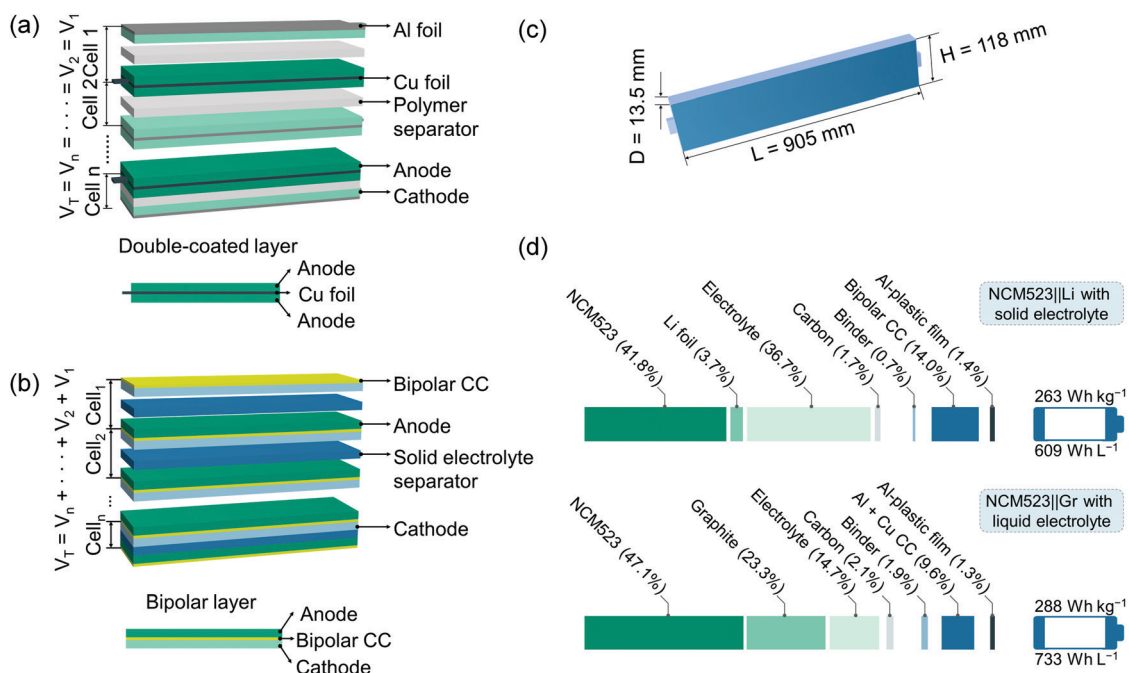 (a)
V_T = V_n = · · · = V_2 = V_1
Cell 1
Cell 2
......
Cell n
Al foil
Cu foil
Polymer
separator
Anode
Cathode
Double-coated layer
Anode
Cu foil
Anode
(b)
V_T = V_n + · · · + V_2 + V_1
Cell_1
Cell_2
...
Cell_n
Bipolar CC
Anode
Solid electrolyte
separator
Cathode
Bipolar layer
Anode
Bipolar CC
Cathode
(c)
D = 13.5 mm
L = 905 mm
H = 118 mm
(d)
NCM523 (41.8%)
Li foil (3.7%)
Electrolyte (36.7%)
Carbon (1.7%)
Binder (0.7%)
Bipolar CC (14.0%)
Al-plastic film (1.4%)
NCM523||Li with
solid electrolyte
263 Wh kg⁻¹
609 Wh L⁻¹
NCM523 (47.1%)
Graphite (23.3%)
Electrolyte (14.7%)
Carbon (2.1%)
Binder (1.9%)
Al + Cu CC (9.6%)
Al-plastic film (1.3%)
NCM523||Gr with
liquid electrolyte
288 Wh kg⁻¹
733 Wh L⁻¹